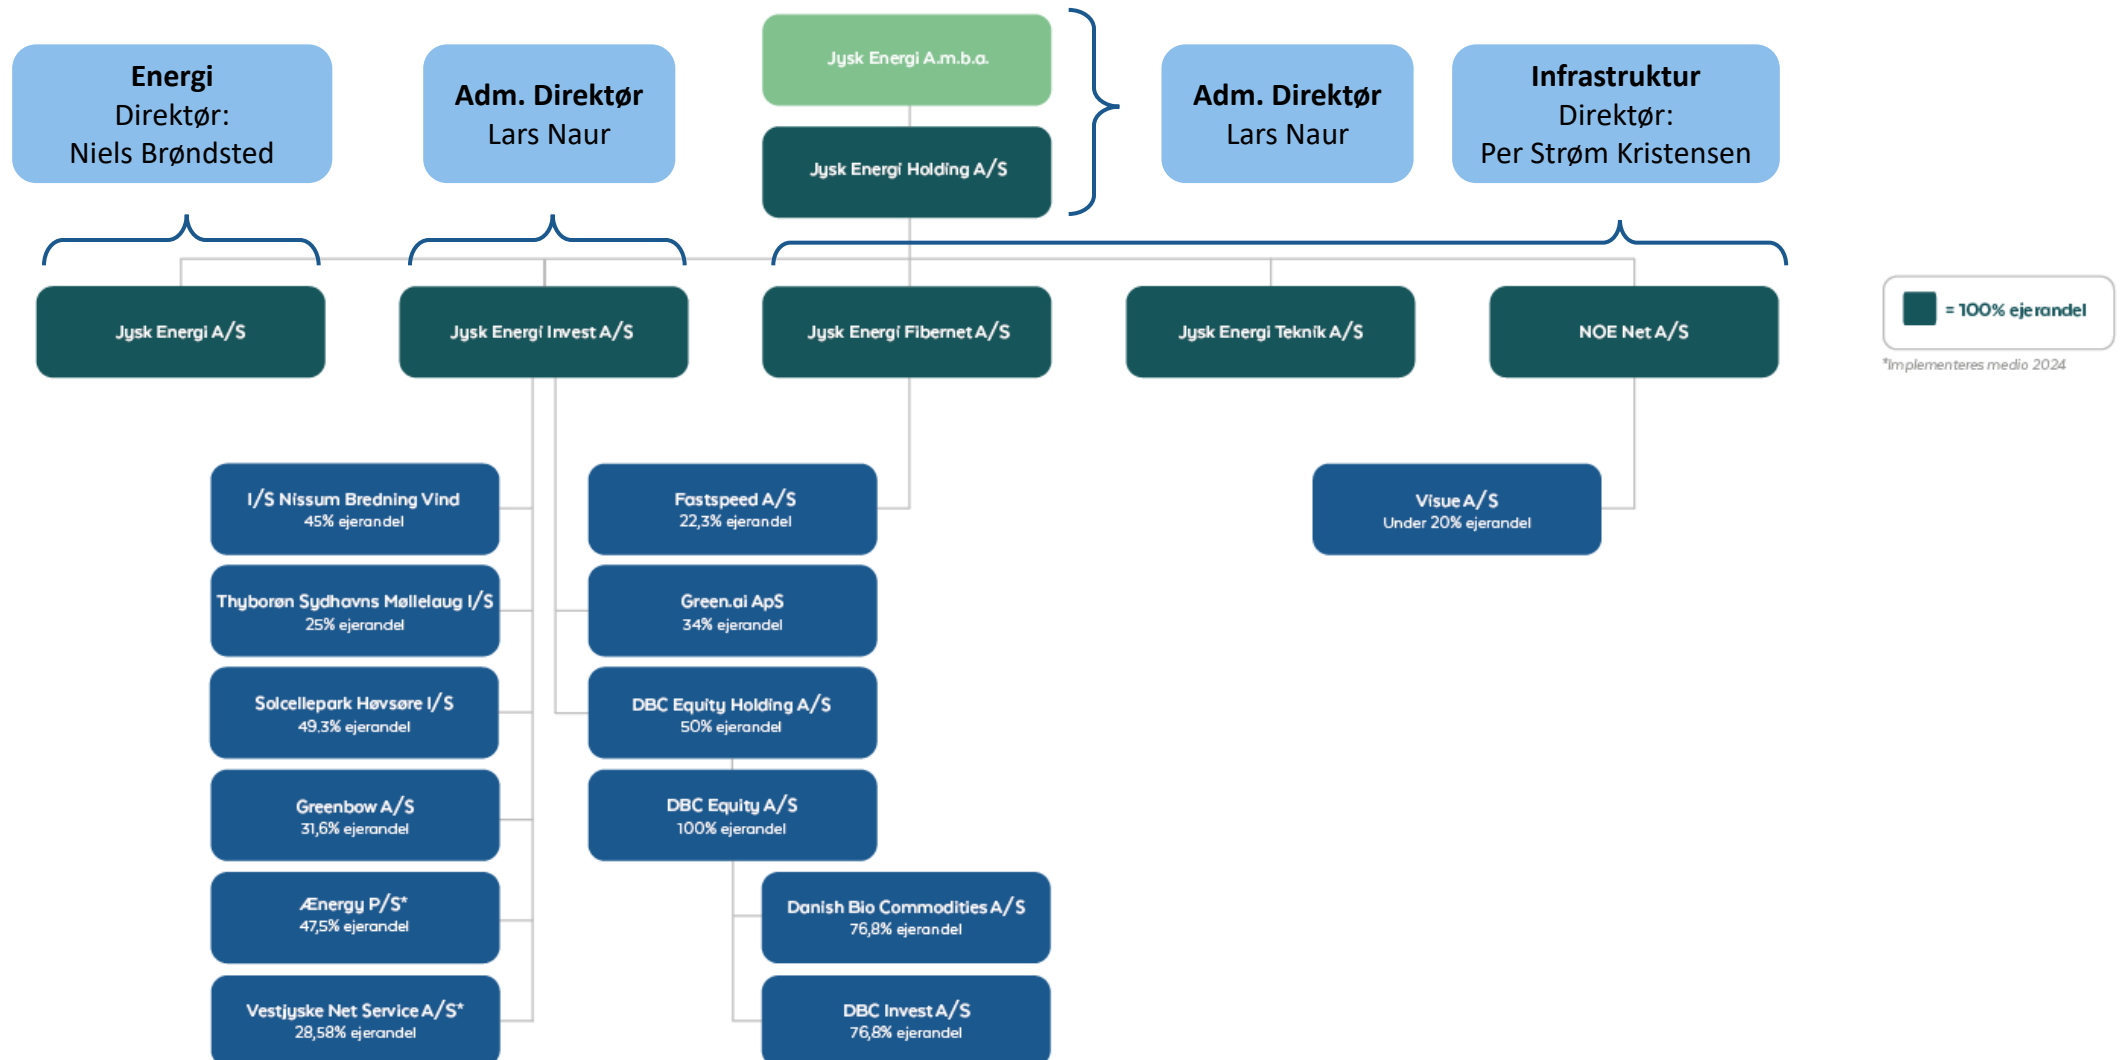 Jysk Energi A.m.b.a.
Energi
Direktør:
Niels Brøndsted
Adm. Direktør
Lars Naur
Adm. Direktør
Lars Naur
Infrastruktur
Direktør:
Per Strøm Kristensen
Jysk Energi Holding A/S
Jysk Energi A/S
Jysk Energi Invest A/S
Jysk Energi Fibernet A/S
Jysk Energi Teknik A/S
NOE Net A/S
= 100% ejerandel
*Implementeres medio 2024
I/S Nissum Bredning Vind
45% ejerandel
Fastspeed A/S
22,3% ejerandel
Visue A/S
Under 20% ejerandel
Thyborøn Sydhavns Møllelaug I/S
25% ejerandel
Green.ai ApS
34% ejerandel
Solcellepark Høvsøre I/S
49.3% ejerandel
DBC Equity Holding A/S
50% ejerandel
Greenbow A/S
31,6% ejerandel
DBC Equity A/S
100% ejerandel
Ænergy P/S*
47,5% ejerandel
Danish Bio Commodities A/S
76,8% ejerandel
Vestjyske Net Service A/S*
28,58% ejerandel
DBC Invest A/S
76,8% ejerandel